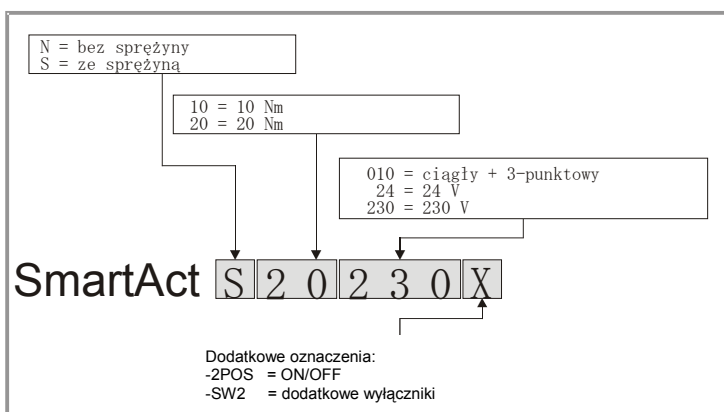 N = bez sprężyny
S = ze sprężyną
10 = 10 Nm
20 = 20 Nm
010 = ciągły + 3-punktowy
24 = 24 V
230 = 230 V
SmartAct S 2 0 2 3 0 X
Dodatkowe oznaczenia:
-2POS = ON/OFF
-SW2 = dodatkowe wyłączniki